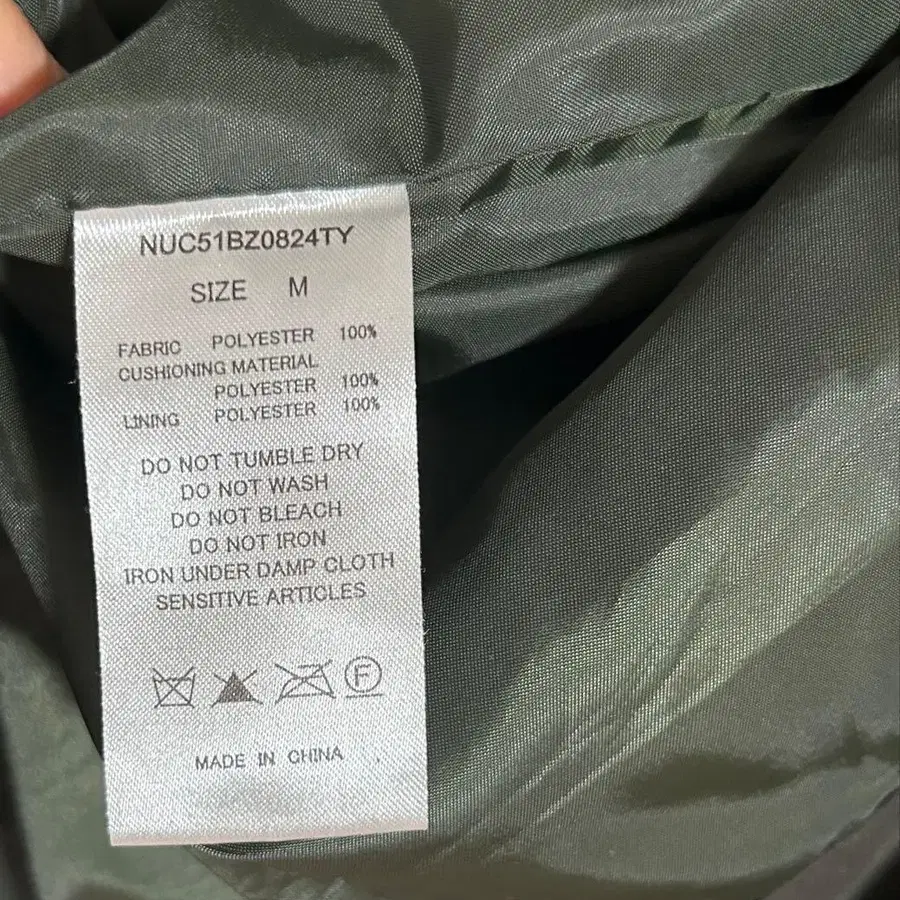 NUC51BZ0824TY
SIZE M
FABRIC POLYESTER 100%
CUSHIONING MATERIAL
POLYESTER 100%
LINING POLYESTER 100%
DO NOT TUMBLE DRY
DO NOT WASH
DO NOT BLEACH
DO NOT IRON
IRON UNDER DAMP CLOTH
SENSITIVE ARTICLES
F
MADE IN CHINA